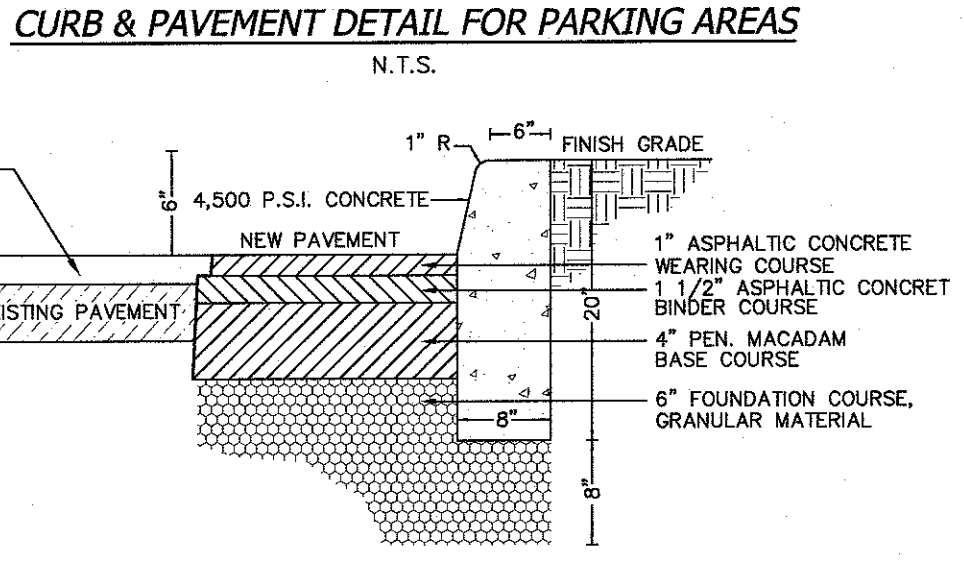 CURB & PAVEMENT DETAIL FOR PARKING AREAS
N.T.S.
1" R
6"
FINISH GRADE
6"
4,500 P.S.I. CONCRETE
NEW PAVEMENT
1" ASPHALTIC CONCRETE
WEARING COURSE
1 1/2" ASPHALTIC CONCRET
BINDER COURSE
20"
ISTING PAVEMENT
4" PEN. MACADAM
BASE COURSE
6" FOUNDATION COURSE,
GRANULAR MATERIAL
8"
8"